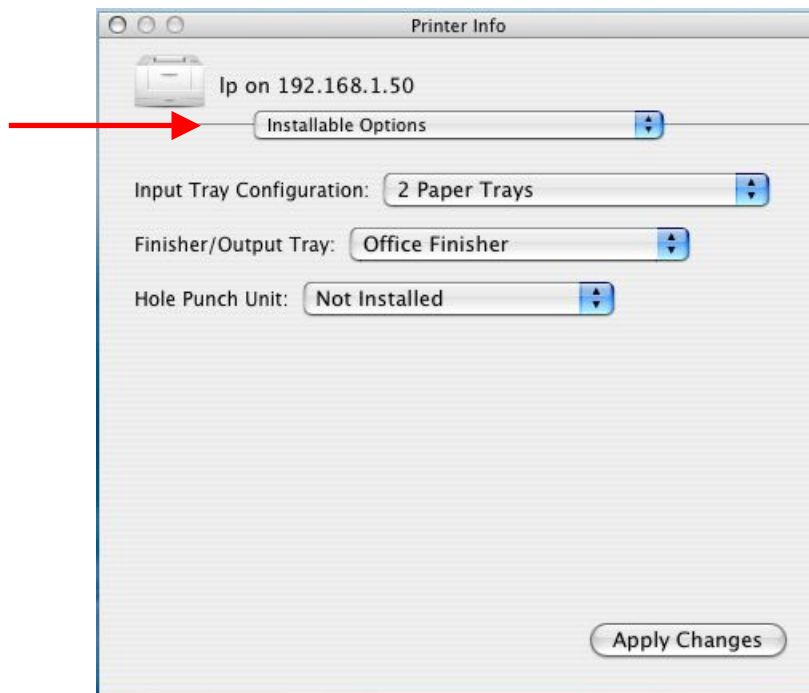 Printer Info
lp on 192.168.1.50
Installable Options
Input Tray Configuration: 2 Paper Trays
Finisher/Output Tray: Office Finisher
Hole Punch Unit: Not Installed
Apply Changes